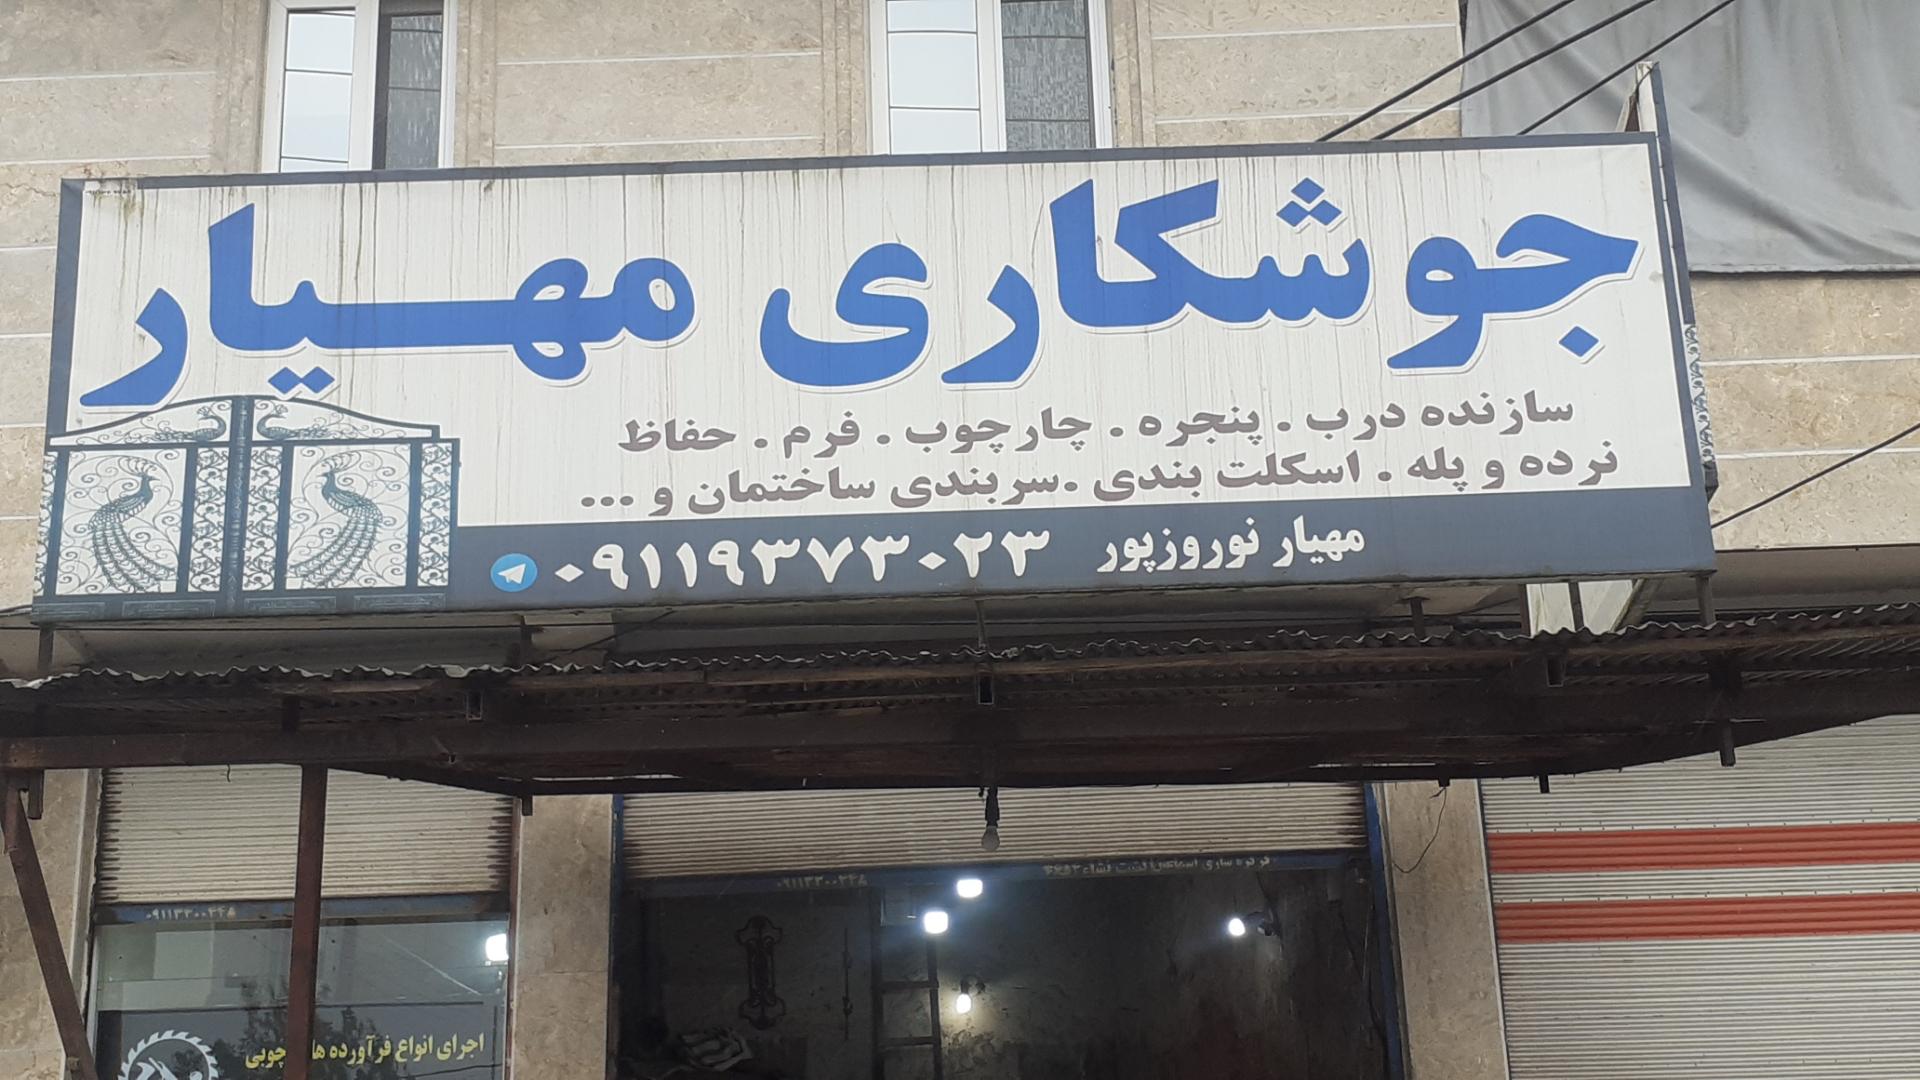 جوشکاری مهیار
سازنده درب . پنجره . چارچوب . فرم . حفاظ
نرده و پله . اسکلت بندی .سربندی ساختمان و ...
مهیار نوروزپور ۰۹۱۱۹۳۷۳۰۲۳
اجرای انواع فرآورده های چوبی